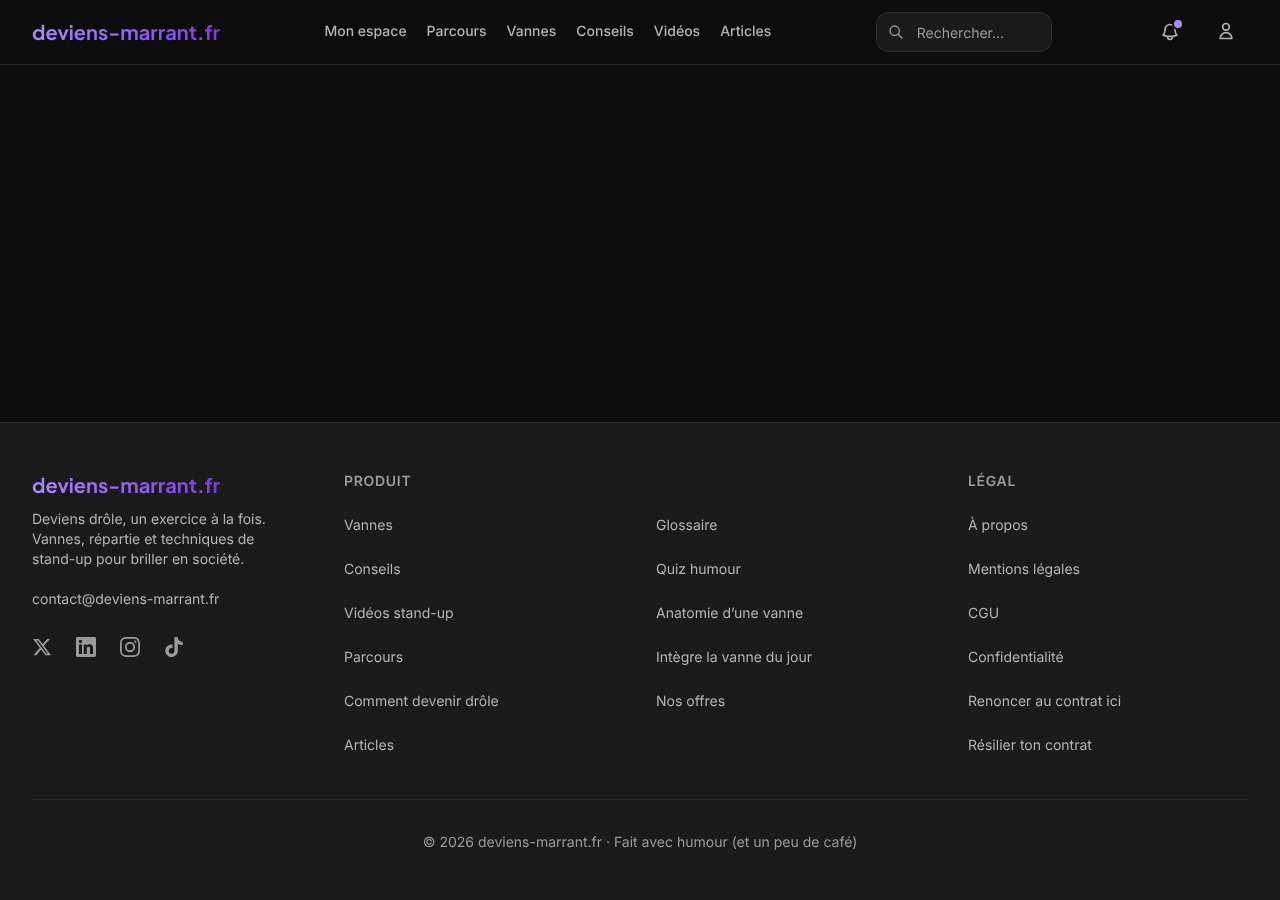 deviens-marrant.fr
Mon espace
Parcours
Vannes
Conseils
Vidéos
Articles
Rechercher...
deviens-marrant.fr
Deviens drôle, un exercice à la fois.
Vannes, répartie et techniques de
stand-up pour briller en société.
contact@deviens-marrant.fr
PRODUIT
Vannes
Conseils
Vidéos stand-up
Parcours
Comment devenir drôle
Articles
Glossaire
Quiz humour
Anatomie d’une vanne
Intègre la vanne du jour
Nos offres
LÉGAL
À propos
Mentions légales
CGU
Confidentialité
Renoncer au contrat ici
Résilier ton contrat
© 2026 deviens-marrant.fr · Fait avec humour (et un peu de café)